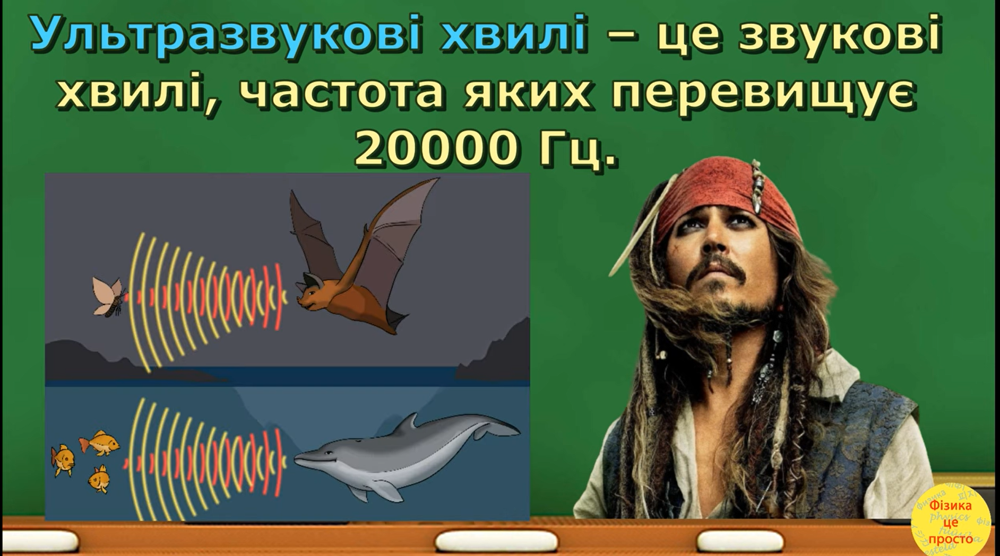 Ультразвукові хвилі – це звукові
хвилі, частота яких перевищує
20000 Гц.
Фізика
це
просто